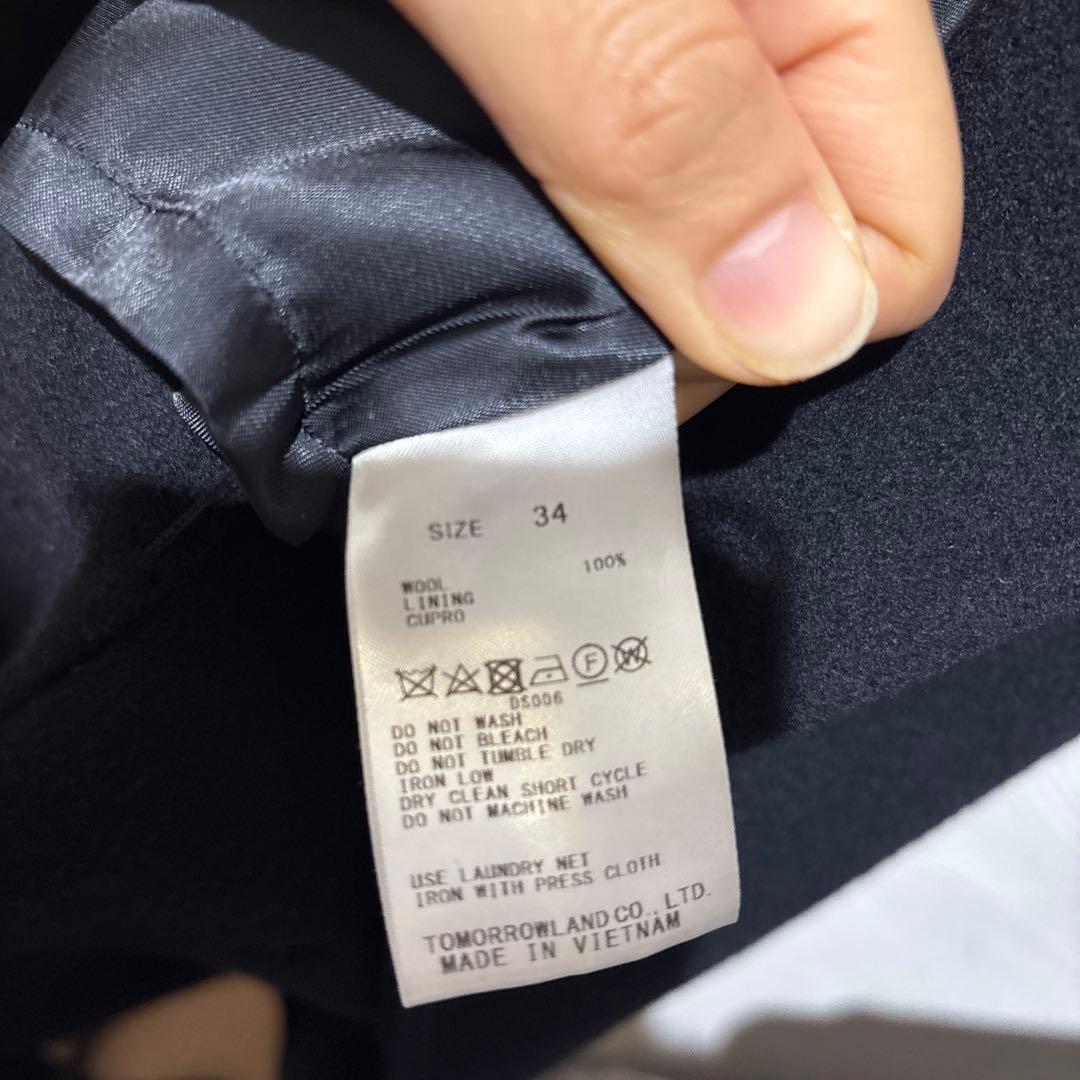 SIZE 34
100%
WOOL
LINING
CUPRO
F W
DS006
DO NOT WASH
DO NOT BLEACH
DO NOT TUMBLE DRY
IRON LOW
DRY CLEAN SHORT CYCLE
DO NOT MACHINE WASH
USE LAUNDRY NET
IRON WITH PRESS CLOTH
TOMORROWLAND CO., LTD.
MADE IN VIETNAM